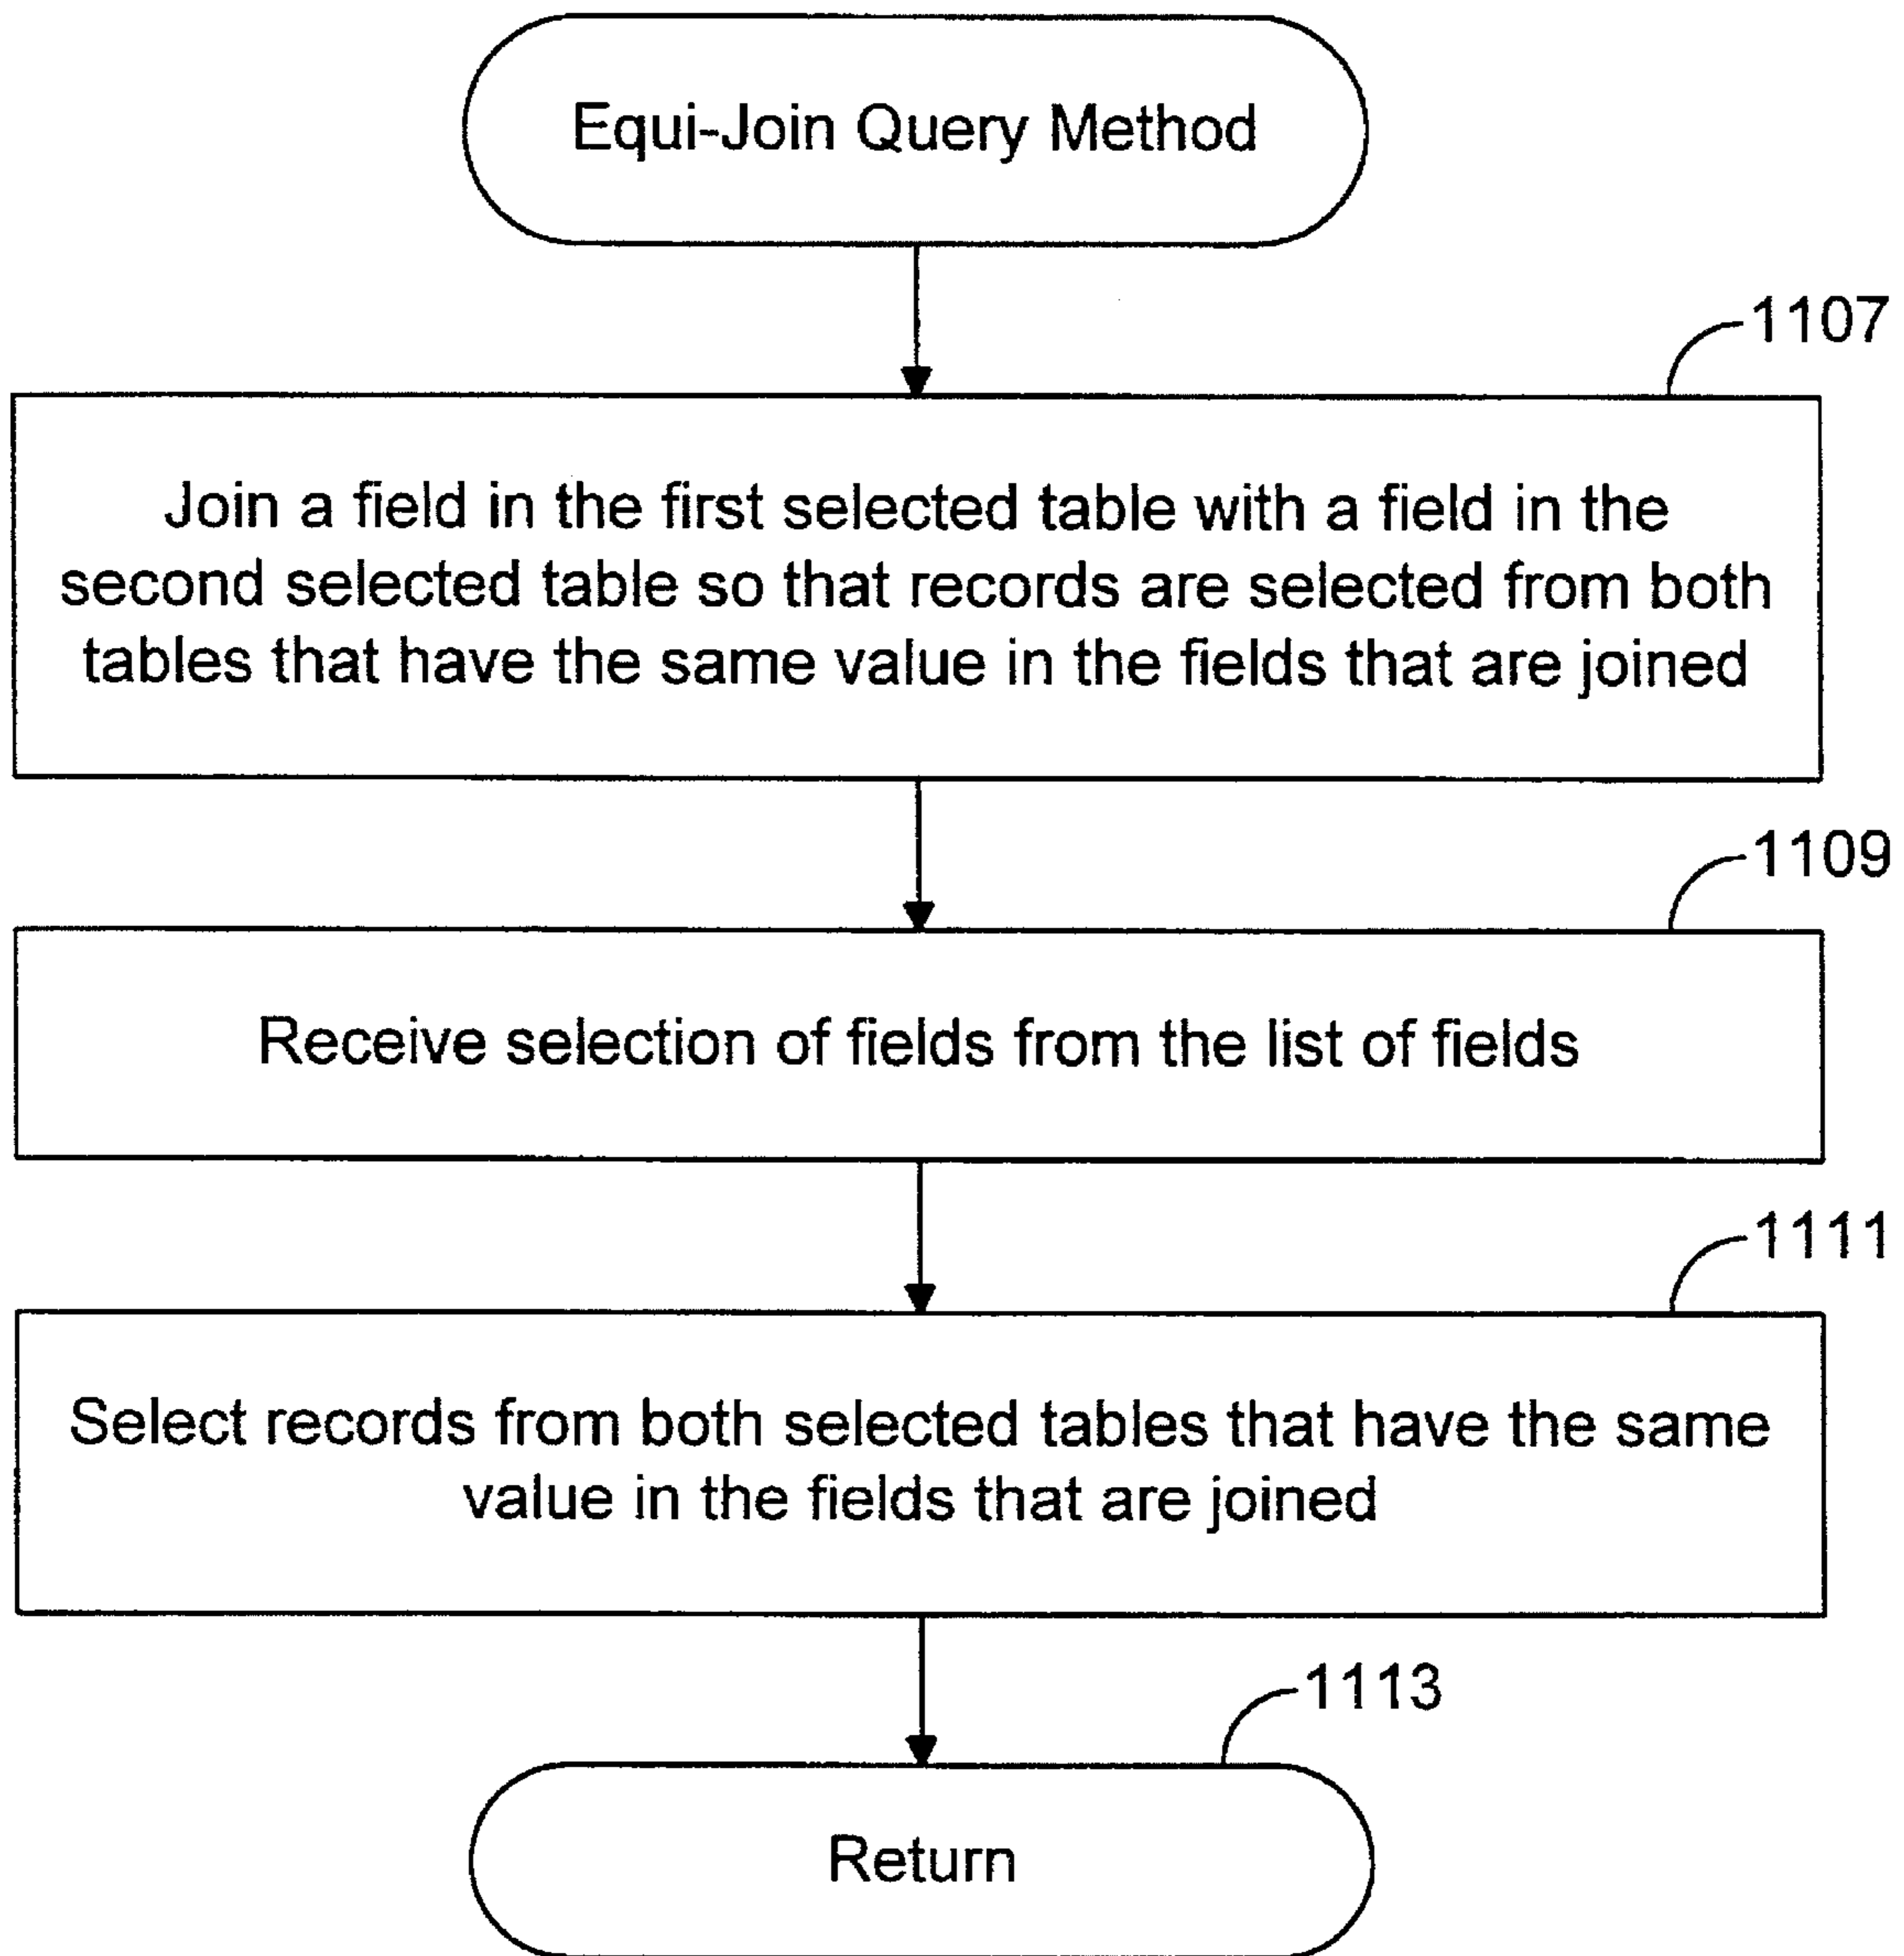 Equi-Join Query Method
1107
Join a field in the first selected table with a field in the
second selected table so that records are selected from both
tables that have the same value in the fields that are joined
1109
Receive selection of fields from the list of fields
1111
Select records from both selected tables that have the same
value in the fields that are joined
1113
Return